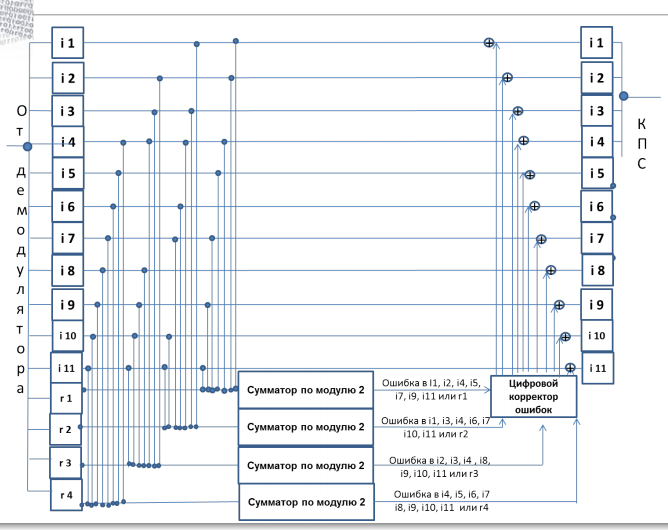 От демодулятора
i 1
i 2
i 3
i 4
i 5
i 6
i 7
i 8
i 9
i 10
i 11
r 1
r 2
r 3
r 4
Сумматор по модулю 2
Сумматор по модулю 2
Сумматор по модулю 2
Сумматор по модулю 2
Ошибка в i1, i2, i4, i5,
i7, i9, i11 или r1
Ошибка в i1, i3, i4, i6, i7
i10, i11 или r2
Ошибка в i2, i3, i4 , i8,
i9, i10, i11 или r3
Ошибка в i4, i5, i6, i7
i8, i9, i10, i11 или r4
Цифровой
корректор
ошибок
i 1
i 2
i 3
i 4
i 5
i 6
i 7
i 8
i 9
i 10
i 11
КПС